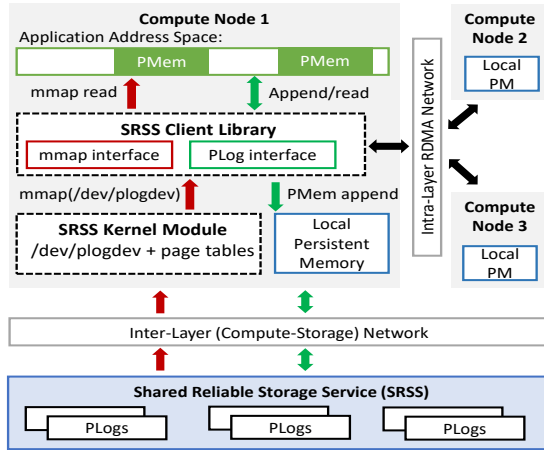 Compute Node 1
Application Address Space:
PMem
PMem
mmap read
Append/read
SRSS Client Library
mmap interface
PLog interface
mmap(/dev/plogdev)
PMem append
SRSS Kernel Module
/dev/plogdev + page tables
Local
Persistent
Memory
Intra-Layer RDMA Network
Compute
Node 2
Local
PM
Compute
Node 3
Local
PM
Inter-Layer (Compute-Storage) Network
Shared Reliable Storage Service (SRSS)
PLogs
PLogs
PLogs